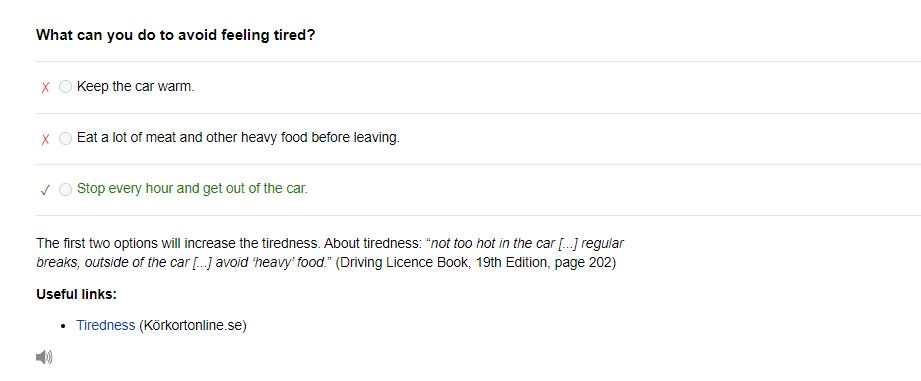 What can you do to avoid feeling tired?
X Keep the car warm.
X Eat a lot of meat and other heavy food before leaving.
✓ Stop every hour and get out of the car.
The first two options will increase the tiredness. About tiredness: “not too hot in the car [...] regular
breaks, outside of the car [...] avoid ‘heavy’ food.” (Driving Licence Book, 19th Edition, page 202)
Useful links:
• Tiredness (Körkortonline.se)